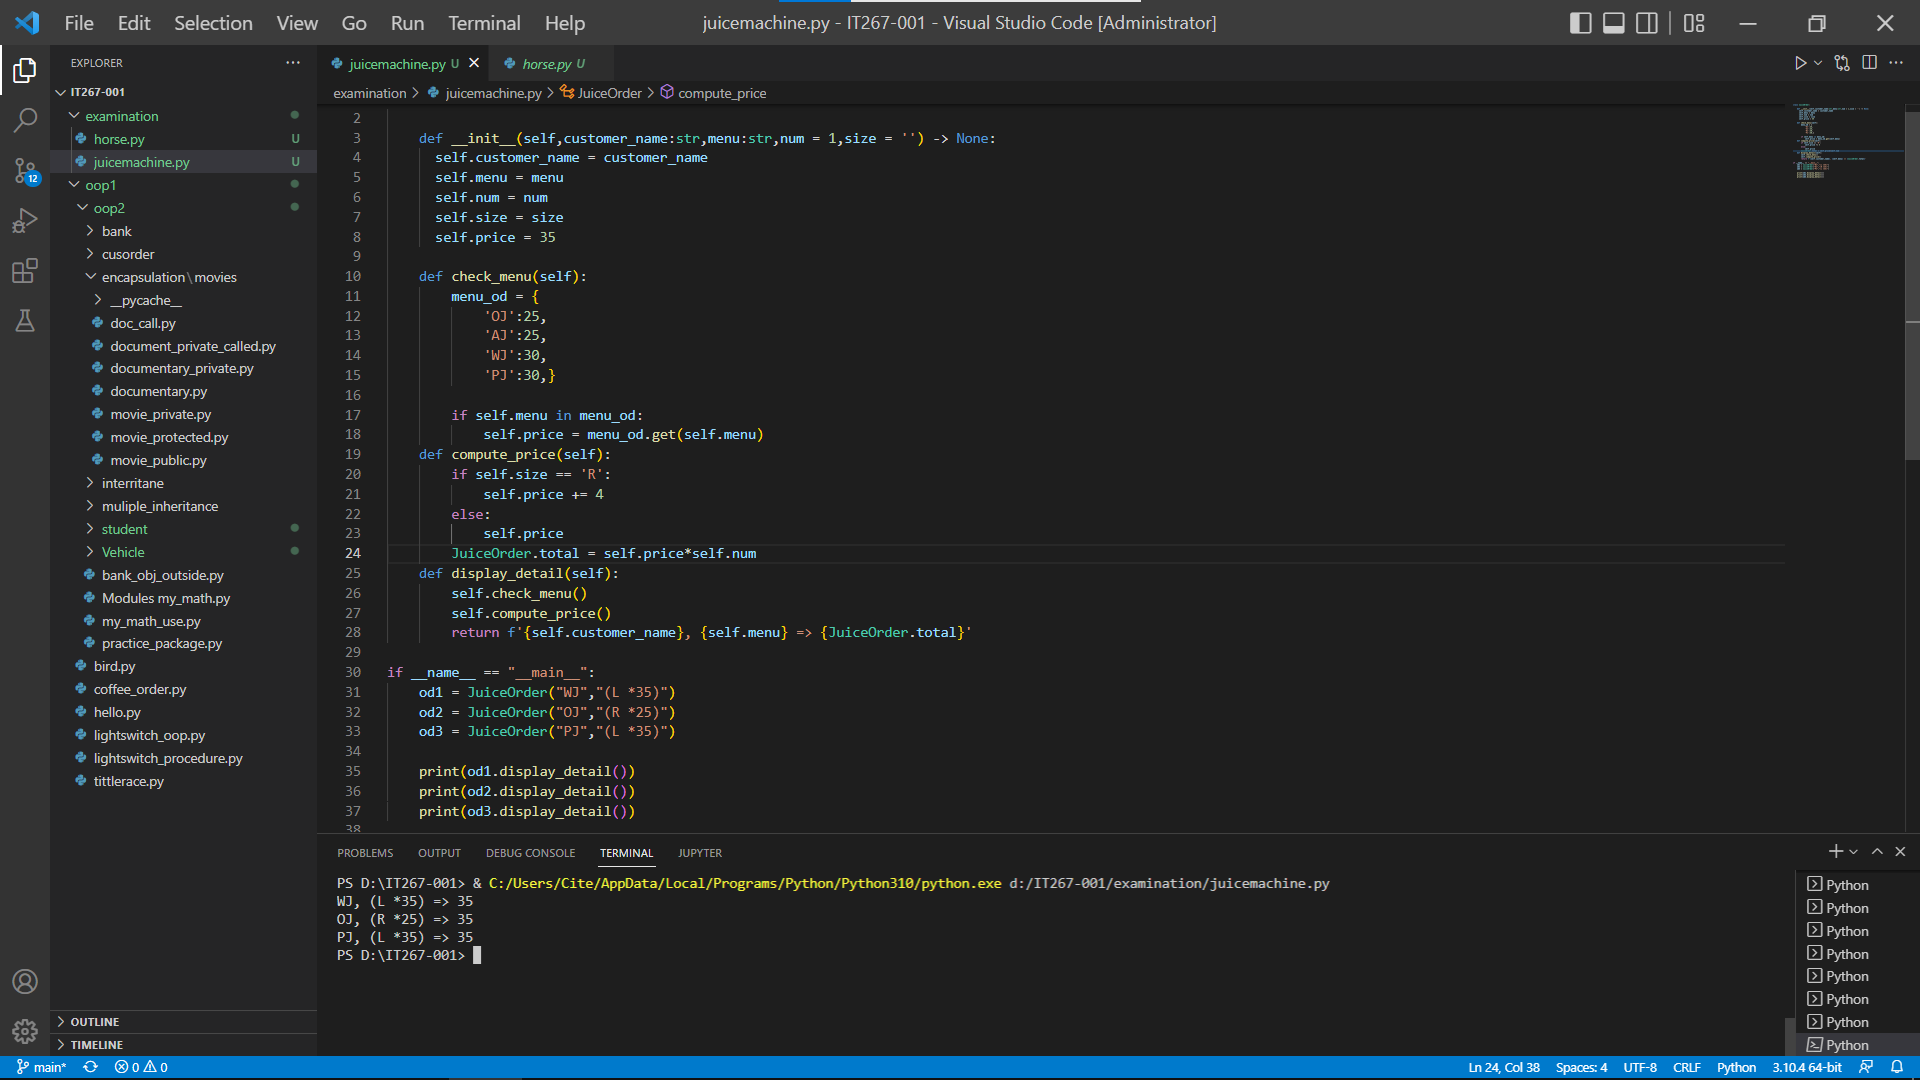 File Edit Selection View Go Run Terminal Help
juicemachine.py - IT267-001 - Visual Studio Code [Administrator]
EXPLORER
IT267-001
examination
horse.py U
juicemachine.py U
oop1
oop2
bank
cusorder
encapsulation\movies
__pycache__
doc_call.py
document_private_called.py
documentary_private.py
documentary.py
movie_private.py
movie_protected.py
movie_public.py
interritane
muliple_inheritance
student
Vehicle
bank_obj_outside.py
Modules my_math.py
my_math_use.py
practice_package.py
bird.py
coffee_order.py
hello.py
lightswitch_oop.py
lightswitch_procedure.py
tittlerace.py
OUTLINE
TIMELINE
12
juicemachine.py U
horse.py U
examination > juicemachine.py > JuiceOrder > compute_price
2
3 def __init__(self,customer_name:str,menu:str,num = 1,size = '') -> None:
4 self.customer_name = customer_name
5 self.menu = menu
6 self.num = num
7 self.size = size
8 self.price = 35
9
10 def check_menu(self):
11 menu_od = {
12 'OJ':25,
13 'AJ':25,
14 'WJ':30,
15 'PJ':30,}
16
17 if self.menu in menu_od:
18 self.price = menu_od.get(self.menu)
19 def compute_price(self):
20 if self.size == 'R':
21 self.price += 4
22 else:
23 self.price
24 JuiceOrder.total = self.price*self.num
25 def display_detail(self):
26 self.check_menu()
27 self.compute_price()
28 return f'{self.customer_name}, {self.menu} => {JuiceOrder.total}'
29
30 if __name__ == "__main__":
31 od1 = JuiceOrder("WJ","(L *35)")
32 od2 = JuiceOrder("OJ","(R *25)")
33 od3 = JuiceOrder("PJ","(L *35)")
34
35 print(od1.display_detail())
36 print(od2.display_detail())
37 print(od3.display_detail())
38
PROBLEMS OUTPUT DEBUG CONSOLE TERMINAL JUPYTER
PS D:\IT267-001> & C:/Users/Cite/AppData/Local/Programs/Python/Python310/python.exe d:/IT267-001/examination/juicemachine.py
WJ, (L *35) => 35
OJ, (R *25) => 35
PJ, (L *35) => 35
PS D:\IT267-001>
Python
Python
Python
Python
Python
Python
Python
Python
main* 0 0
Ln 24, Col 38 Spaces: 4 UTF-8 CRLF Python 3.10.4 64-bit